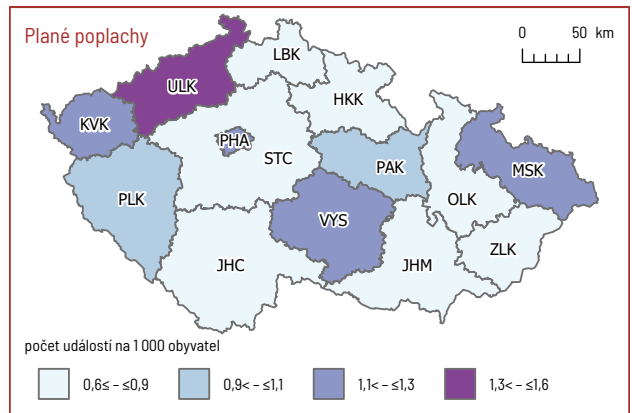 Plané poplachy
0 50 km
LBK
ULK
HKK
KVK
PHA
STC
PAK
MSK
PLK
OLK
VYS
ZLK
JHC
JHM
počet událostí na 1 000 obyvatel
0,6≤ – ≤0,9
0,9< – ≤1,1
1,1< – ≤1,3
1,3< – ≤1,6